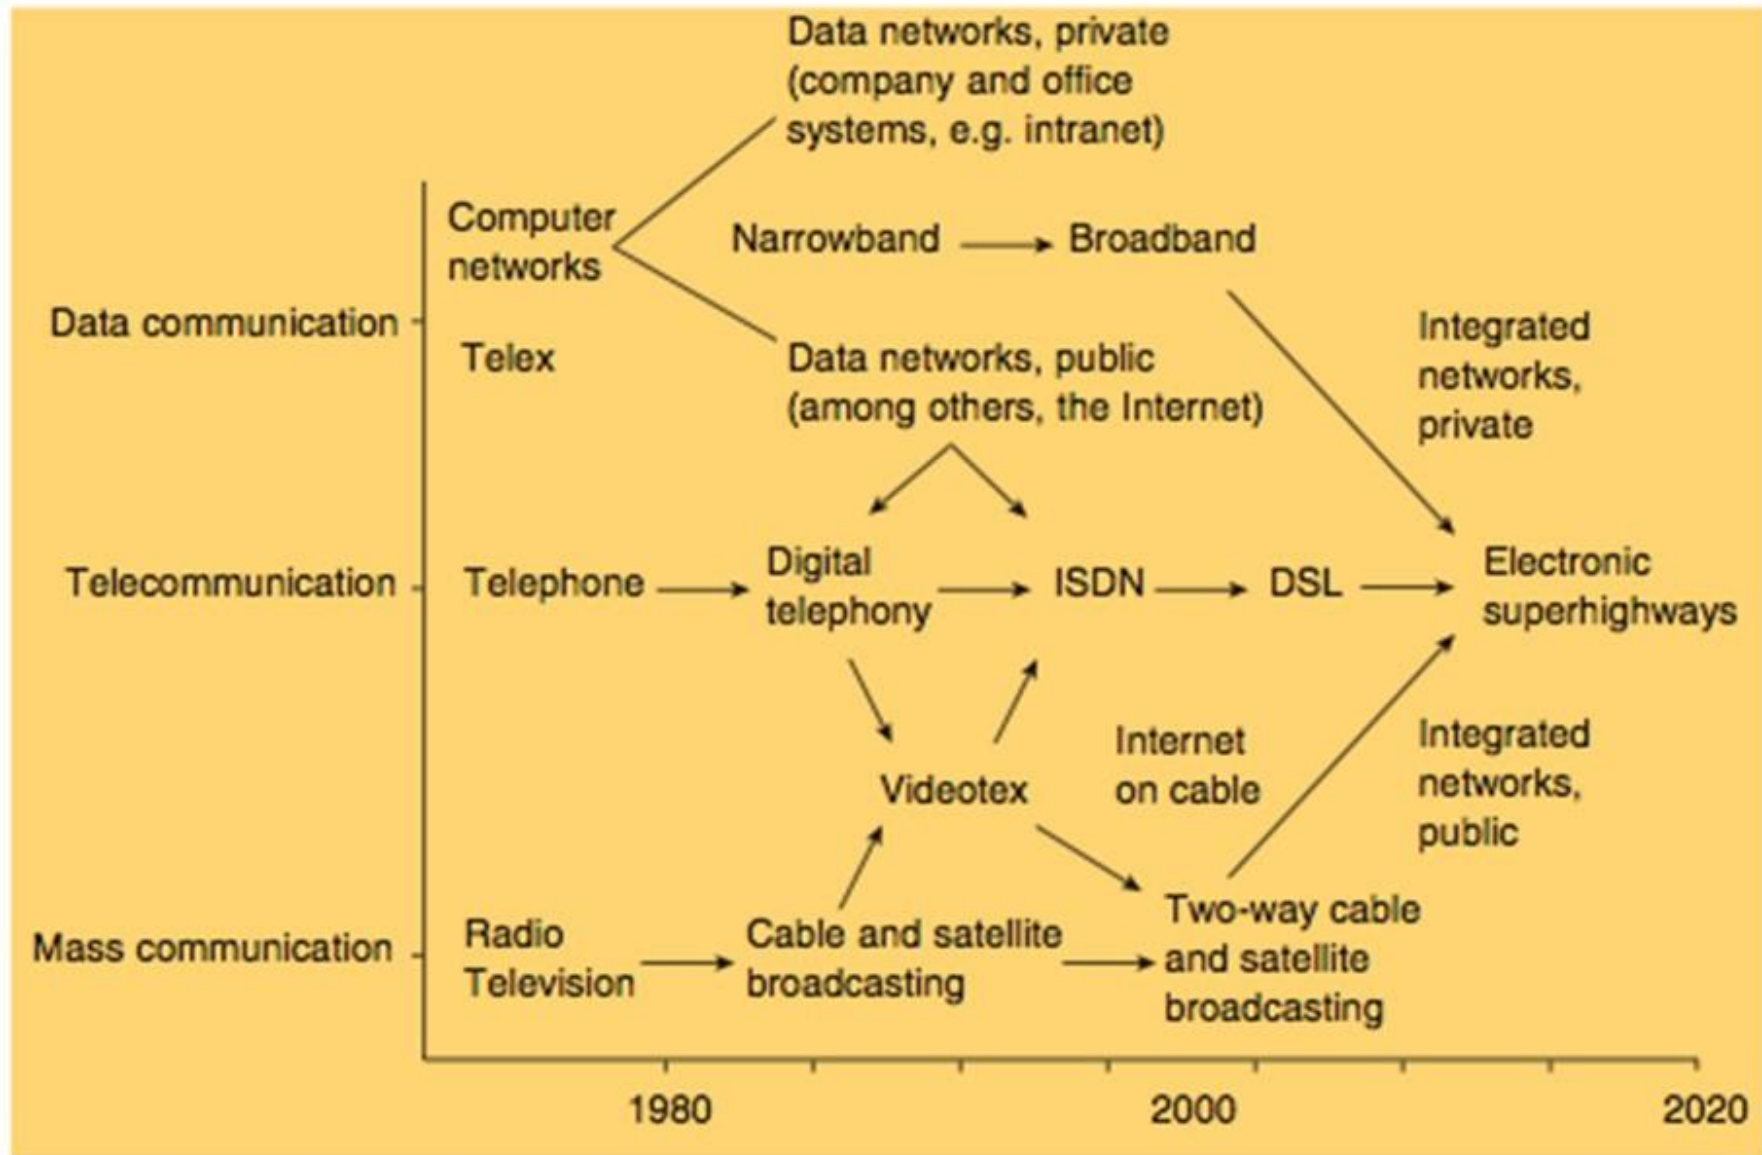 Data networks, private
(company and office
systems, e.g. intranet)
Computer
networks
Narrowband
Broadband
Data communication
Telex
Data networks, public
(among others, the Internet)
Integrated
networks,
private
Telecommunication
Telephone
Digital
telephony
ISDN
DSL
Electronic
superhighways
Videotex
Internet
on cable
Integrated
networks,
public
Mass communication
Radio
Television
Cable and satellite
broadcasting
Two-way cable
and satellite
broadcasting
1980
2000
2020